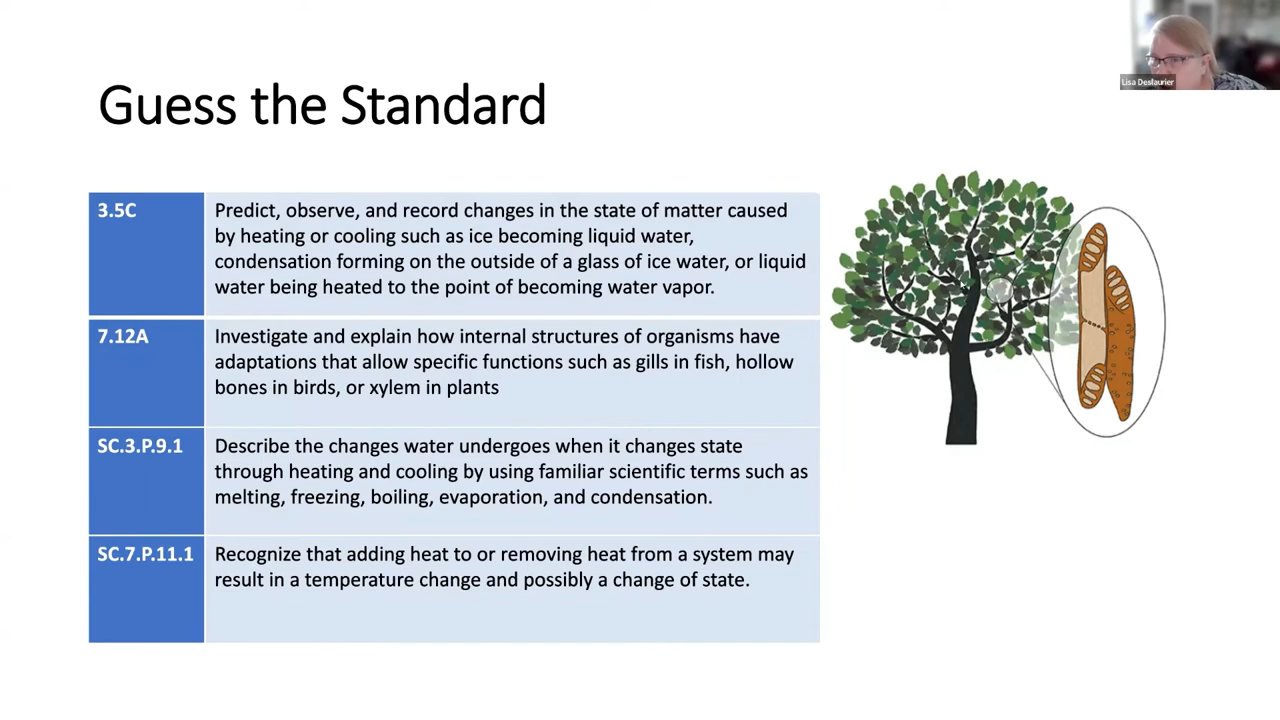 Lisa Deslaurier
Guess the Standard
3.5C
Predict, observe, and record changes in the state of matter caused
by heating or cooling such as ice becoming liquid water,
condensation forming on the outside of a glass of ice water, or liquid
water being heated to the point of becoming water vapor.
7.12A
Investigate and explain how internal structures of organisms have
adaptations that allow specific functions such as gills in fish, hollow
bones in birds, or xylem in plants
SC.3.P.9.1
Describe the changes water undergoes when it changes state
through heating and cooling by using familiar scientific terms such as
melting, freezing, boiling, evaporation, and condensation.
SC.7.P.11.1
Recognize that adding heat to or removing heat from a system may
result in a temperature change and possibly a change of state.